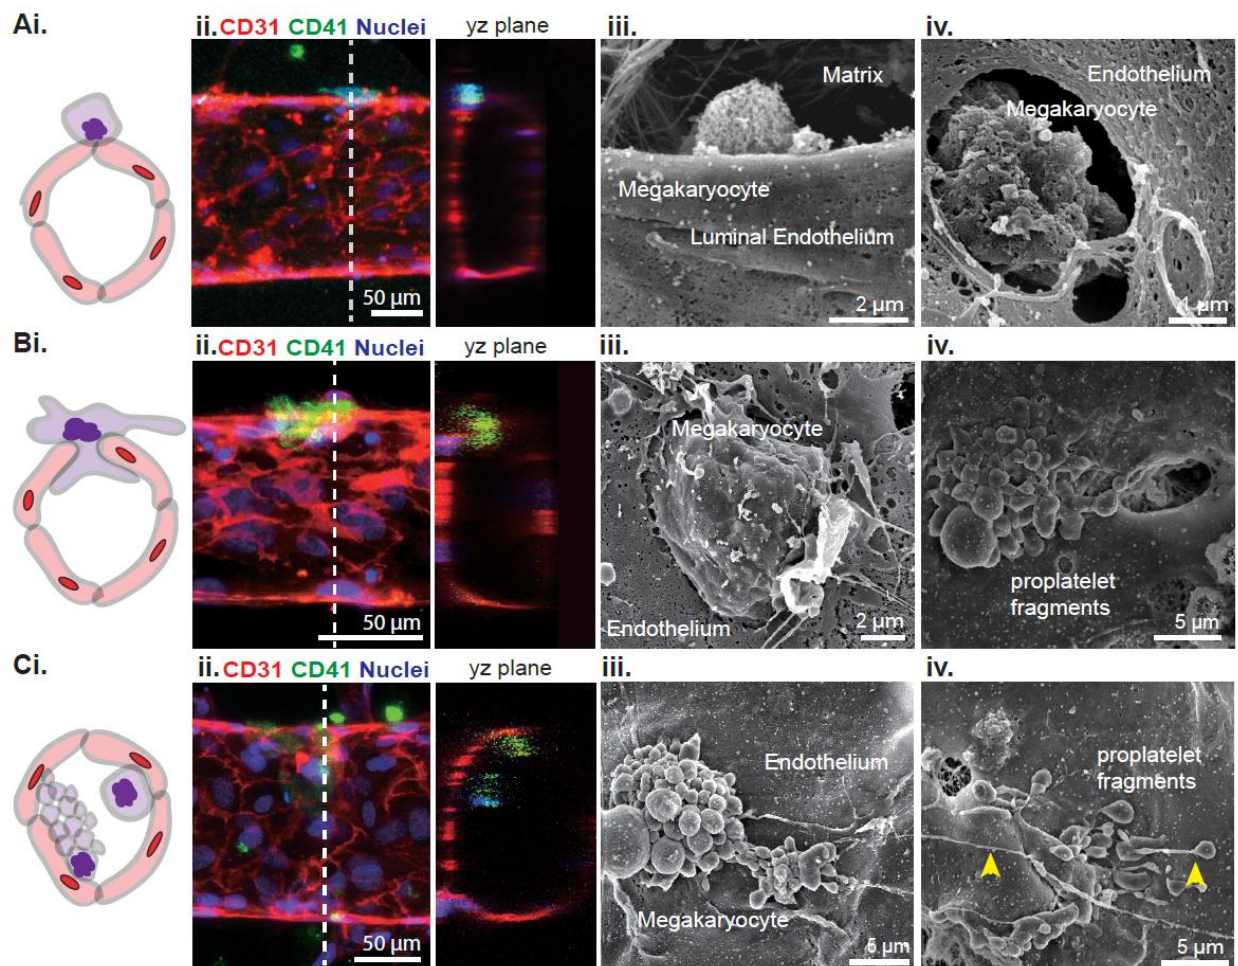 Ai.
ii. CD31 CD41 Nuclei
yz plane
iii.
iv.
Matrix
Megakaryocyte
Luminal Endothelium
Endothelium
Megakaryocyte
50 µm
2 µm
1 µm
Bi.
ii. CD31 CD41 Nuclei
yz plane
iii.
iv.
Megakaryocyte
Endothelium
proplatelet
fragments
50 µm
2 µm
5 µm
Ci.
ii. CD31 CD41 Nuclei
yz plane
iii.
iv.
Endothelium
Megakaryocyte
proplatelet
fragments
50 µm
5 µm
5 µm